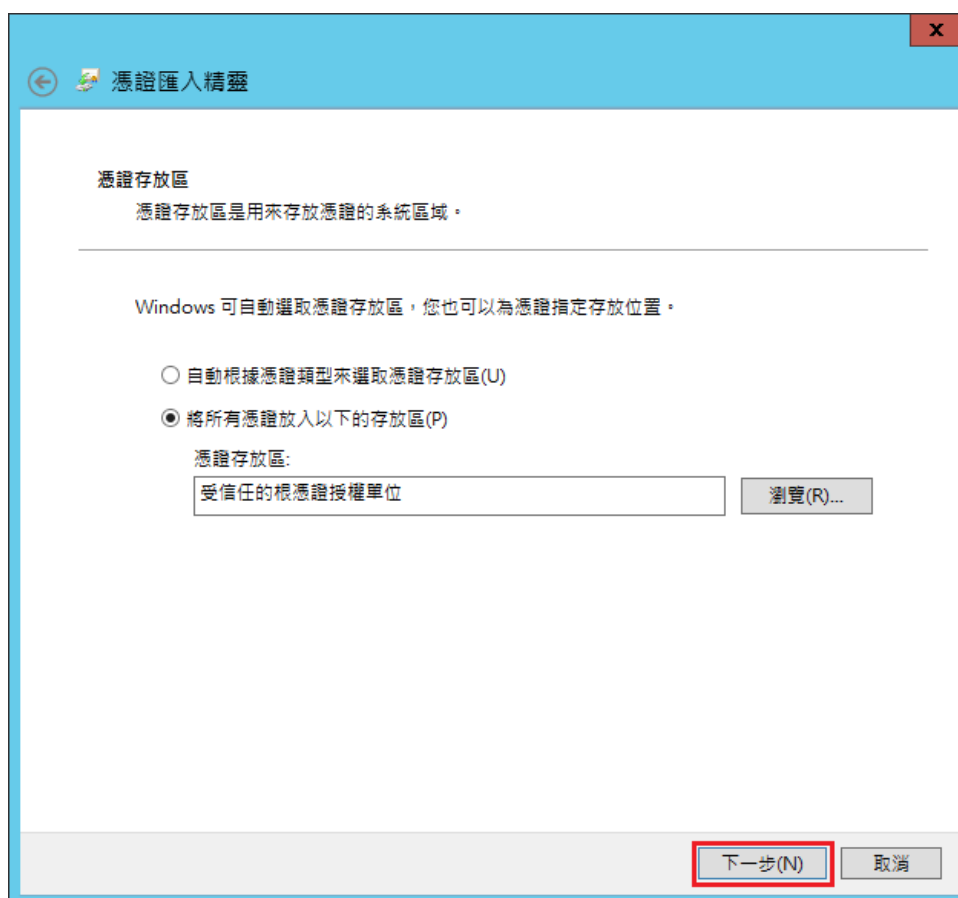 x
憑證匯入精靈
憑證存放區
憑證存放區是用來存放憑證的系統區域。
Windows 可自動選取憑證存放區，您也可以為憑證指定存放位置。
自動根據憑證類型來選取憑證存放區(U)
將所有憑證放入以下的存放區(P)
憑證存放區:
受信任的根憑證授權單位
瀏覽(R)...
下一步(N)
取消